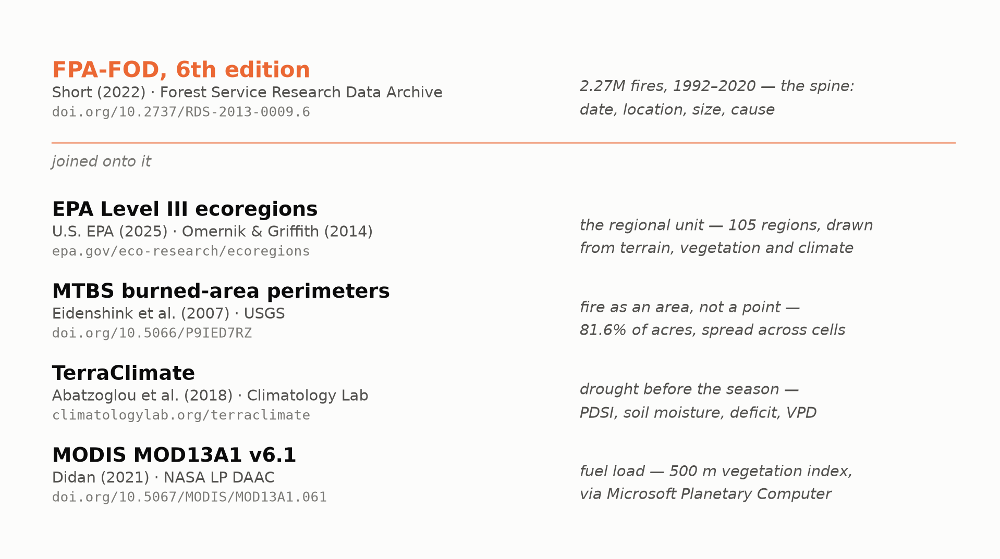 FPA-FOD, 6th edition
Short (2022) · Forest Service Research Data Archive
doi.org/10.2737/RDS-2013-0009.6
2.27M fires, 1992–2020 — the spine:
date, location, size, cause
joined onto it
EPA Level III ecoregions
U.S. EPA (2025) · Omernik & Griffith (2014)
epa.gov/eco-research/ecoregions
the regional unit — 105 regions, drawn
from terrain, vegetation and climate
MTBS burned-area perimeters
Eidenshink et al. (2007) · USGS
doi.org/10.5066/P9IED7RZ
fire as an area, not a point —
81.6% of acres, spread across cells
TerraClimate
Abatzoglou et al. (2018) · Climatology Lab
climatologylab.org/terraclimate
drought before the season —
PDSI, soil moisture, deficit, VPD
MODIS MOD13A1 v6.1
Didan (2021) · NASA LP DAAC
doi.org/10.5067/MODIS/MOD13A1.061
fuel load — 500 m vegetation index,
via Microsoft Planetary Computer